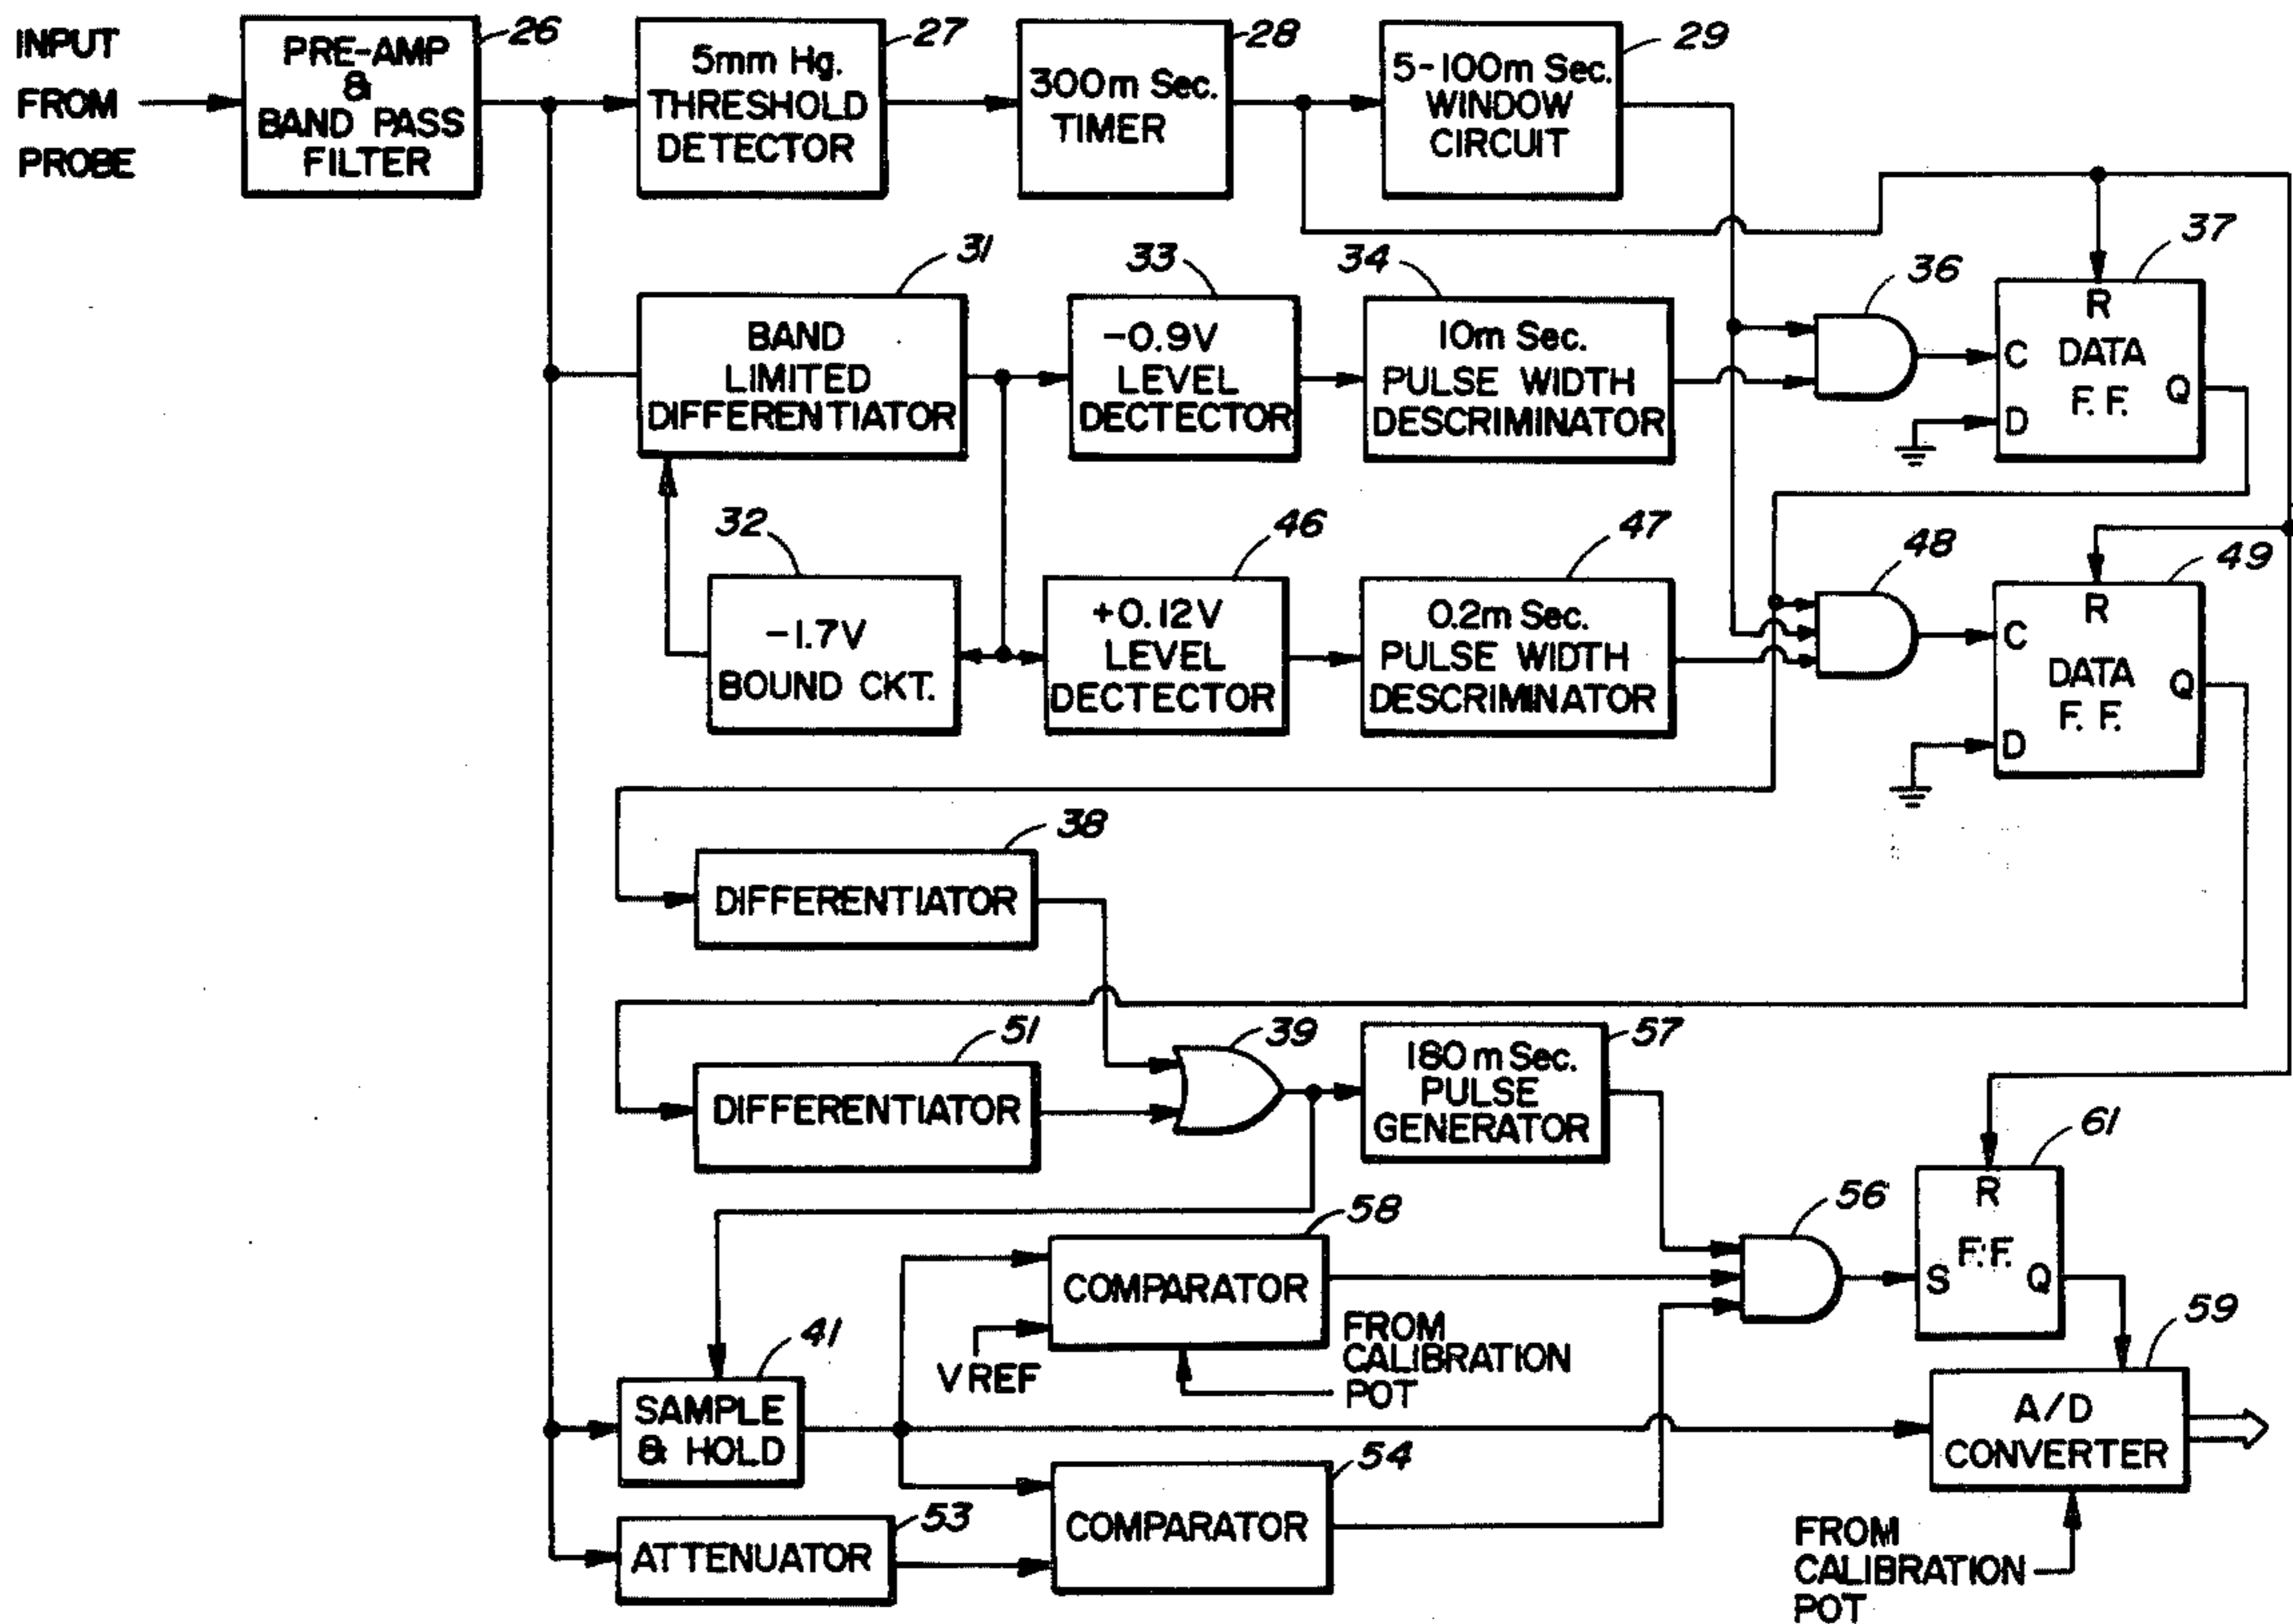 INPUT
FROM
PROBE
PRE-AMP
&
BAND PASS
FILTER
26
5mm Hg.
THRESHOLD
DETECTOR
27
300m Sec.
TIMER
28
5-100m Sec.
WINDOW
CIRCUIT
29
31
BAND
LIMITED
DIFFERENTIATOR
33
-0.9V
LEVEL
DECTECTOR
34
10m Sec.
PULSE WIDTH
DESCRIMINATOR
36
37
R
C
DATA
F. F.
D
Q
32
-1.7V
BOUND CKT.
46
+0.12V
LEVEL
DECTECTOR
47
0.2m Sec.
PULSE WIDTH
DESCRIMINATOR
48
49
R
C
DATA
F. F.
D
Q
38
DIFFERENTIATOR
51
DIFFERENTIATOR
39
180m Sec.
PULSE
GENERATOR
57
58
COMPARATOR
V REF
FROM
CALIBRATION
POT
56
61
R
F.F.
S
Q
41
SAMPLE
& HOLD
59
A/D
CONVERTER
53
ATTENUATOR
54
COMPARATOR
FROM
CALIBRATION
POT